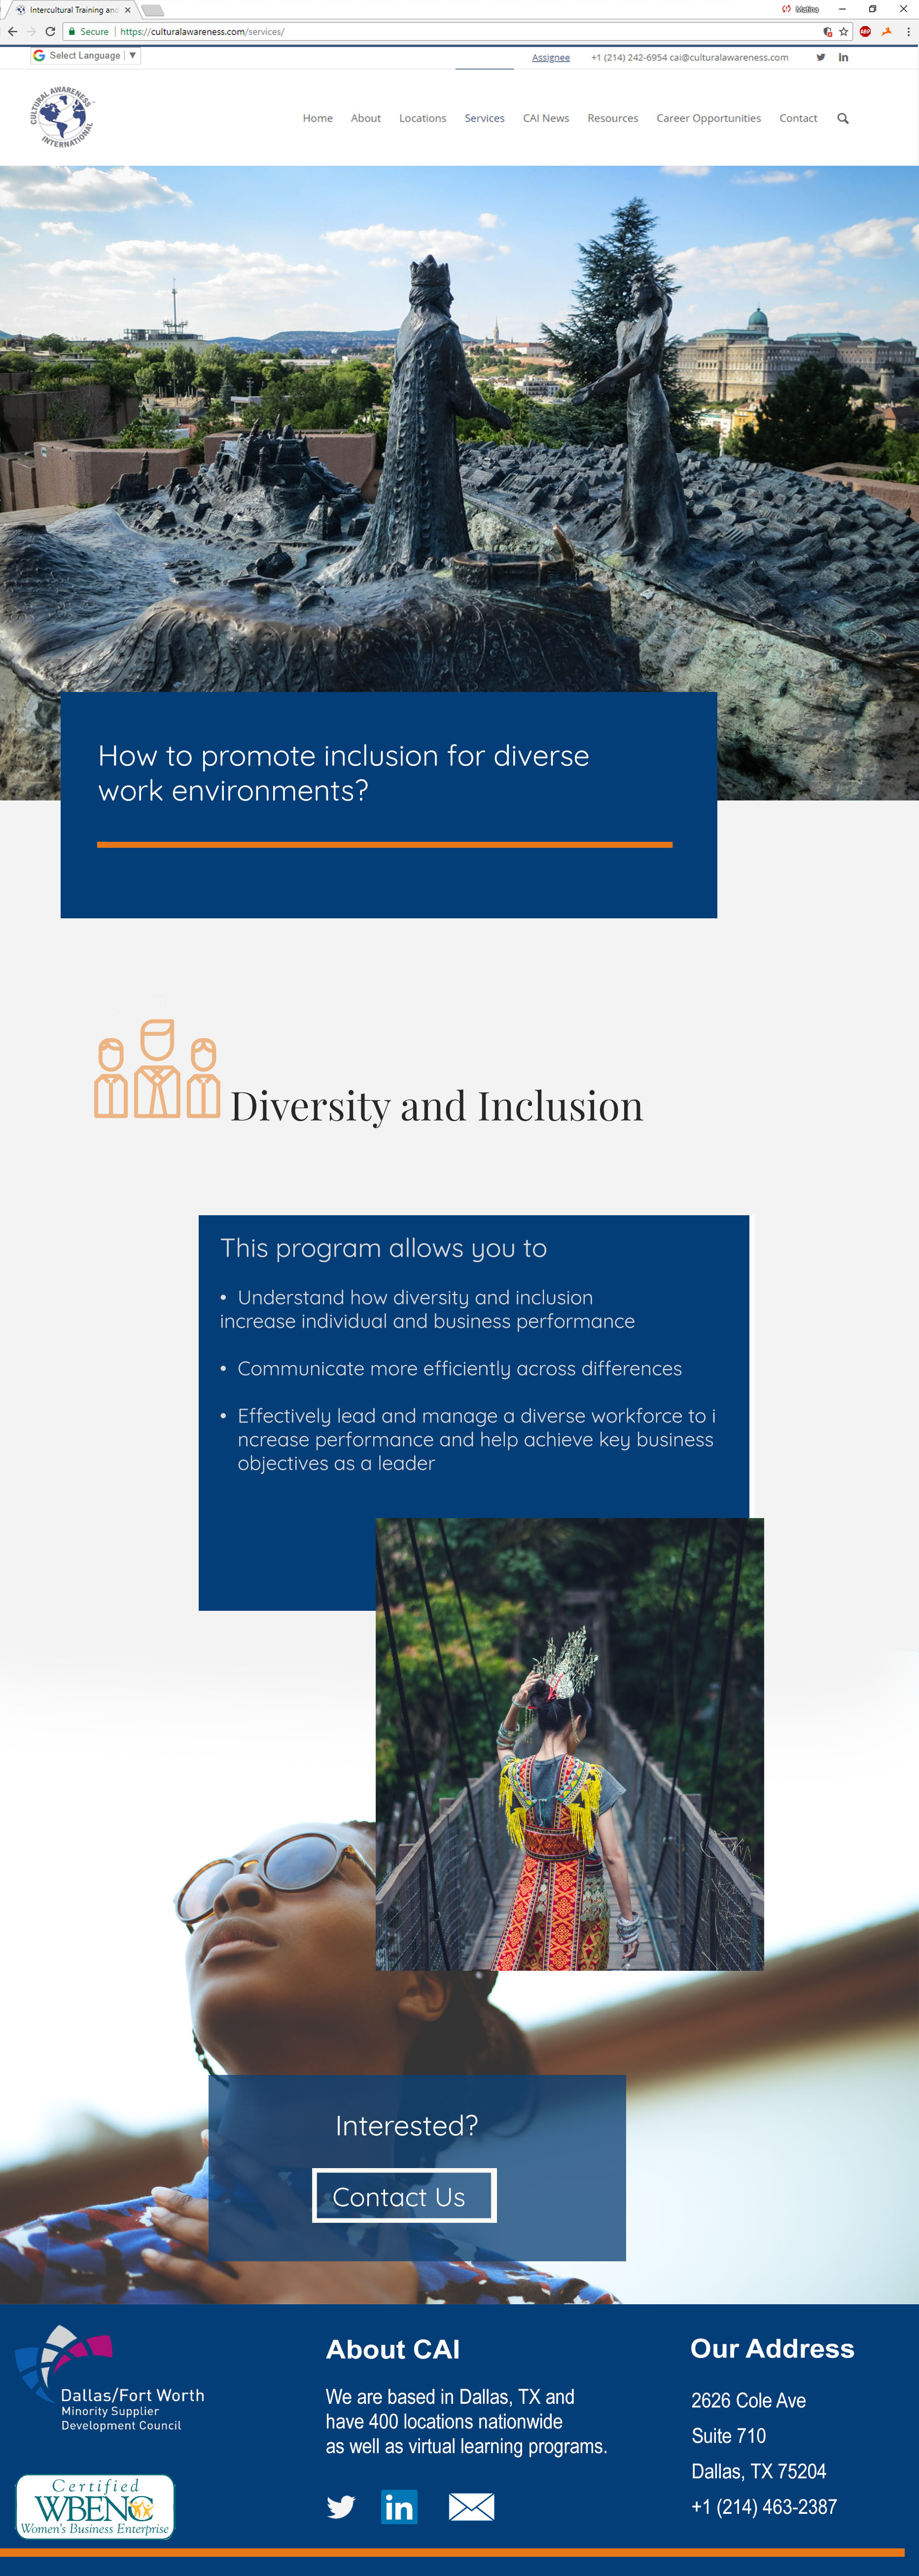 Intercultural Training and
Matina
Secure https://culturalawareness.com/services/
ABP
Select Language ▼
Assignee +1 (214) 242-6954 cai@culturalawareness.com
CULTURAL AWARENESS INTERNATIONAL
Home About Locations Services CAI News Resources Career Opportunities Contact
How to promote inclusion for diverse
work environments?
Diversity and Inclusion
This program allows you to
• Understand how diversity and inclusion
increase individual and business performance
• Communicate more efficiently across differences
• Effectively lead and manage a diverse workforce to i
ncrease performance and help achieve key business
objectives as a leader
Interested?
Contact Us
Dallas/Fort Worth
Minority Supplier
Development Council
Certified
WBENC
Women's Business Enterprise
About CAI
We are based in Dallas, TX and
have 400 locations nationwide
as well as virtual learning programs.
in
Our Address
2626 Cole Ave
Suite 710
Dallas, TX 75204
+1 (214) 463-2387